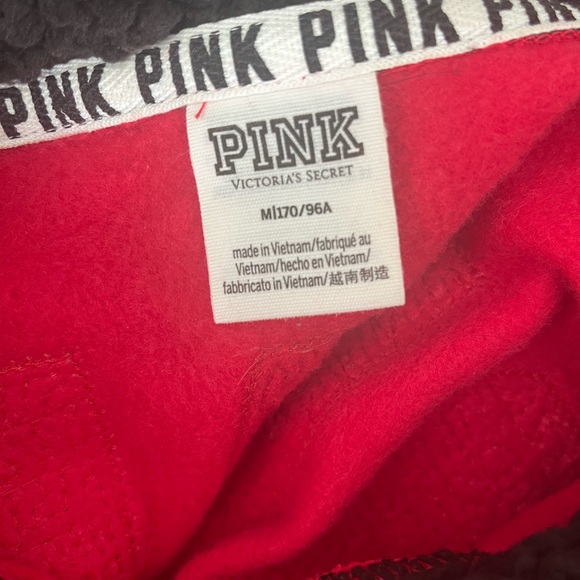 PINK PINK PINK PIN
PINK
VICTORIA'S SECRET
M|170/96A
made in Vietnam/fabriqué au
Vietnam/hecho en Vietnam/
fabbricato in Vietnam/越南制造